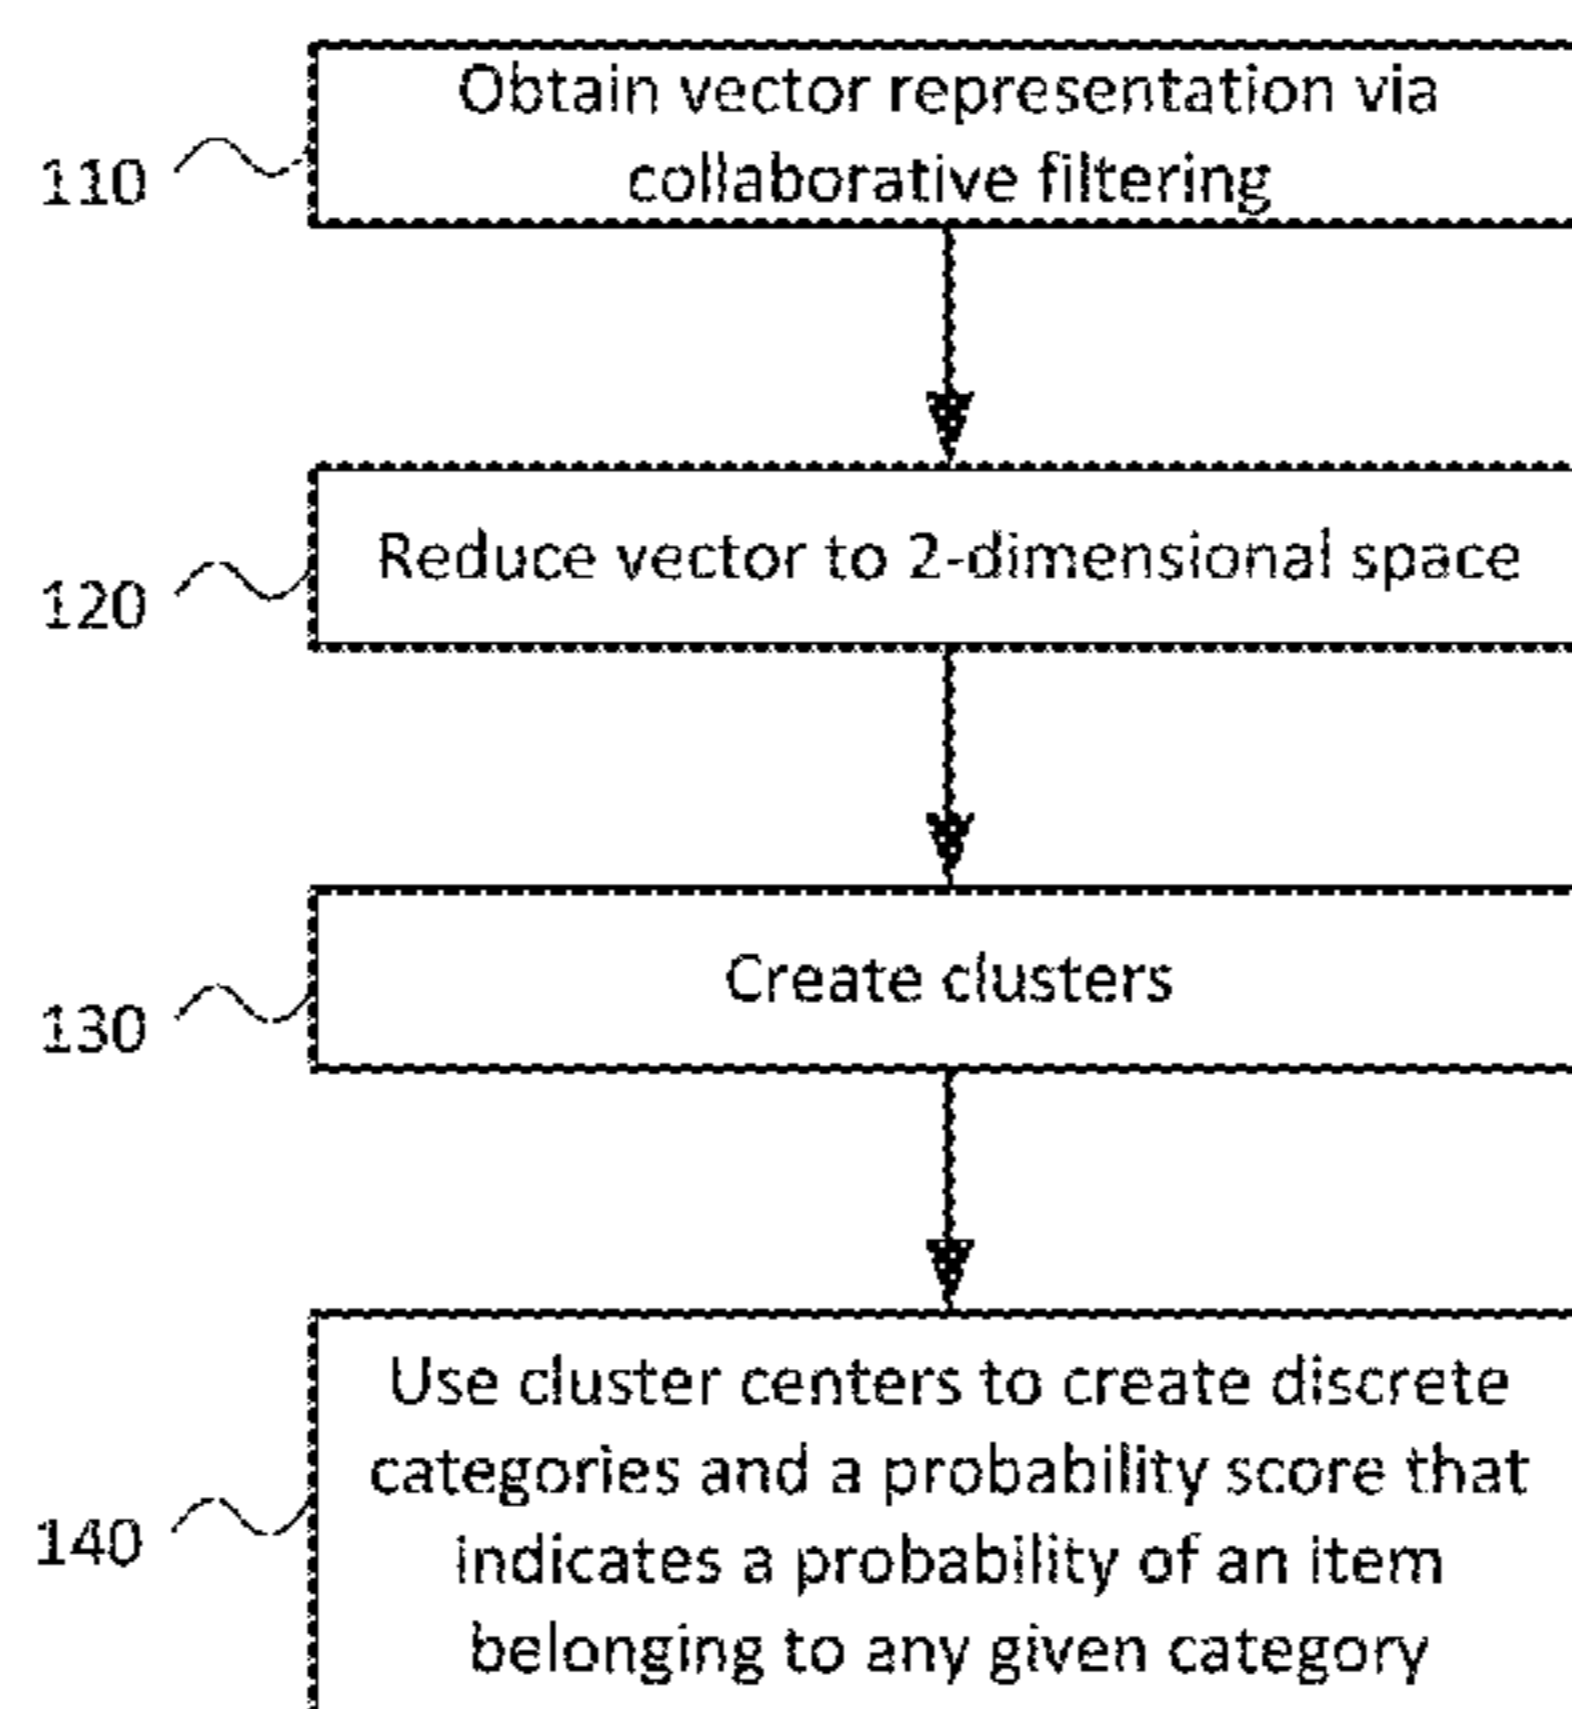 Obtain vector representation via
collaborative filtering
110
Reduce vector to 2-dimensional space
120
Create clusters
130
Use cluster centers to create discrete
categories and a probability score that
indicates a probability of an item
belonging to any given category
140